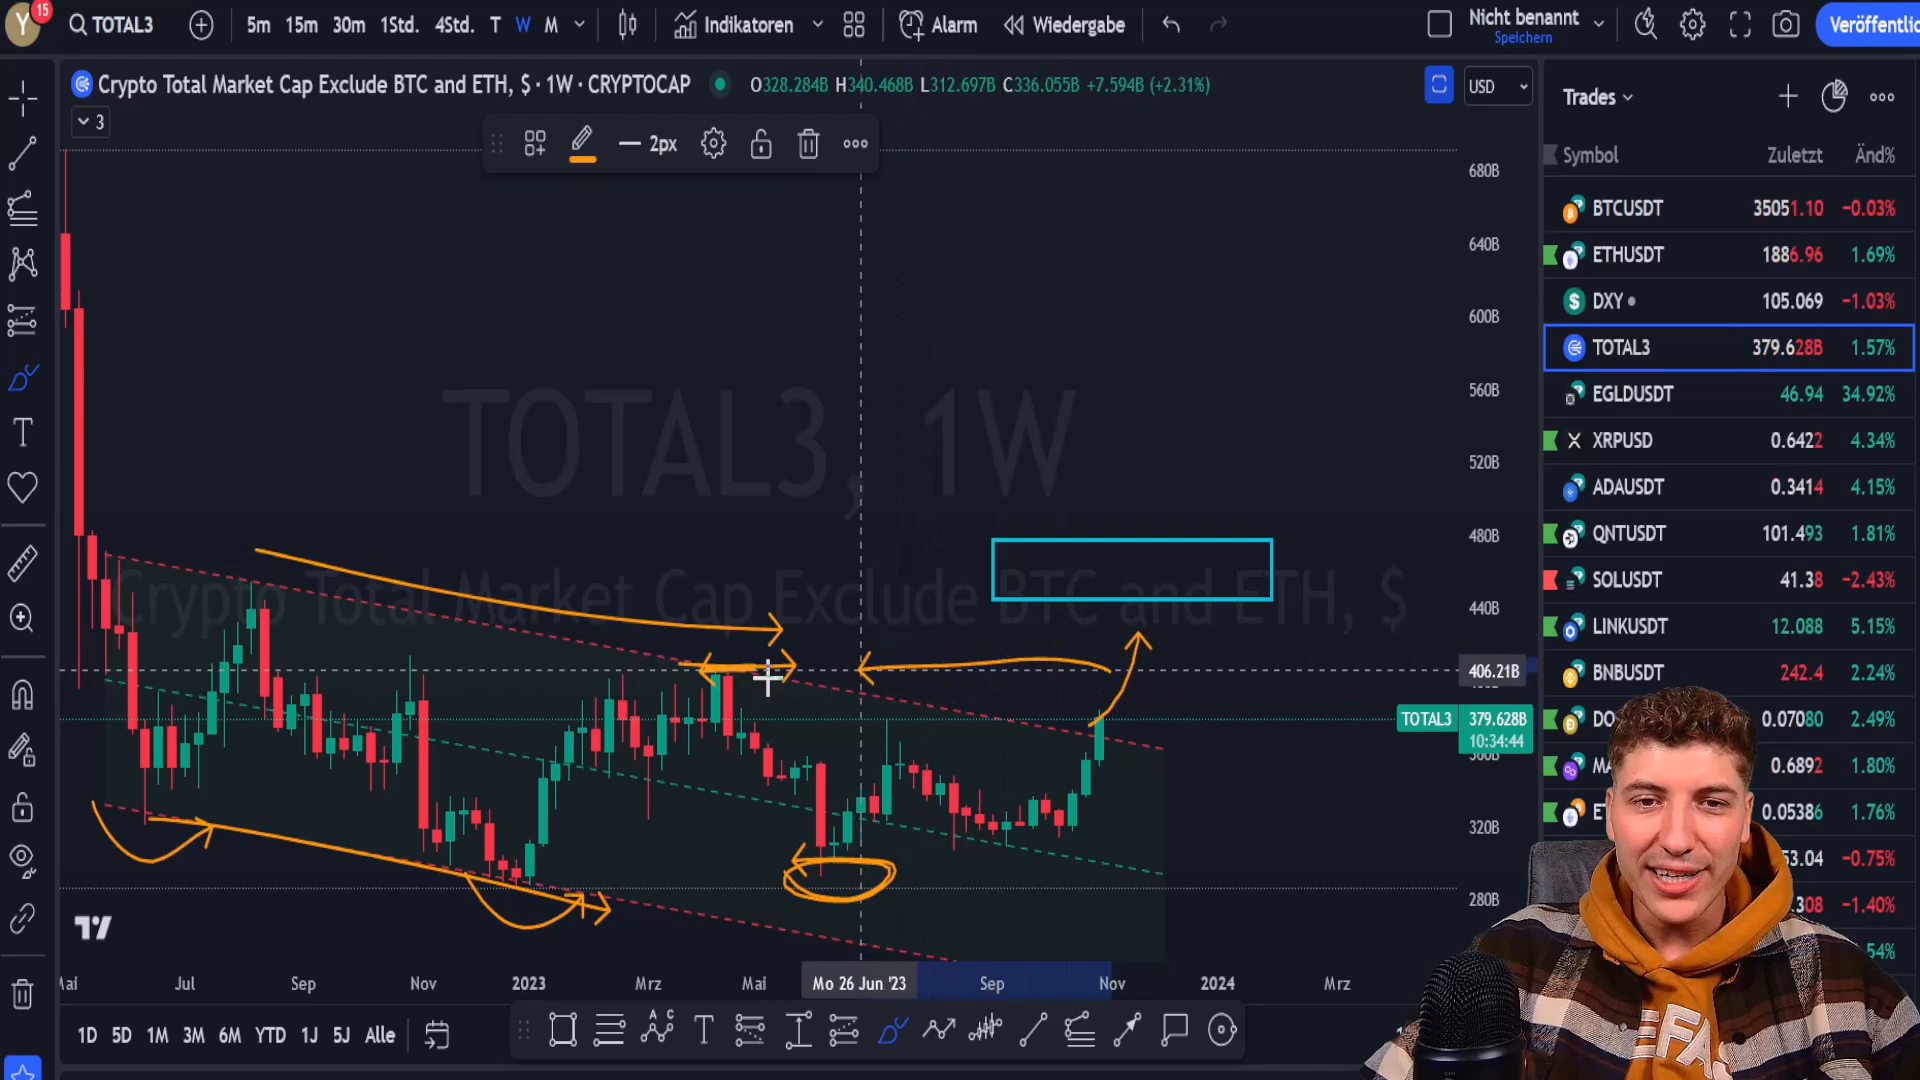 Y 15 TOTAL3 5m 15m 30m 1Std. 4Std. T W M Indikatoren Alarm Wiedergabe Nicht benannt Speichern
Veröffentlic
Crypto Total Market Cap Exclude BTC and ETH, $ · 1W · CRYPTOCAP O328.284B H340.468B L312.697B C336.055B +7.594B (+2.31%) USD
3
2px
Trades
Symbol Zuletzt Änd%
BTCUSDT 35051.10 −0.03%
ETHUSDT 1886.96 1.69%
DXY 105.069 −1.03%
TOTAL3 379.628B 1.57%
EGLDUSDT 46.94 34.92%
XRPUSD 0.6422 4.34%
ADAUSDT 0.3414 4.15%
QNTUSDT 101.493 1.81%
SOLUSDT 41.38 −2.43%
LINKUSDT 12.088 5.15%
BNBUSDT 242.4 2.24%
DO 0.07080 2.49%
MA 0.6892 1.80%
ET 0.05386 1.76%
53.04 −0.75%
.308 −1.40%
54%
680B
640B
600B
560B
520B
480B
440B
406.21B
TOTAL3 379.628B
10:34:44
320B
280B
TOTAL3, 1W
Crypto Total Market Cap Exclude BTC and ETH, $
Mai Jul Sep Nov 2023 Mrz Mai Mo 26 Jun '23 Sep Nov 2024 Mrz
1D 5D 1M 3M 6M YTD 1J 5J Alle